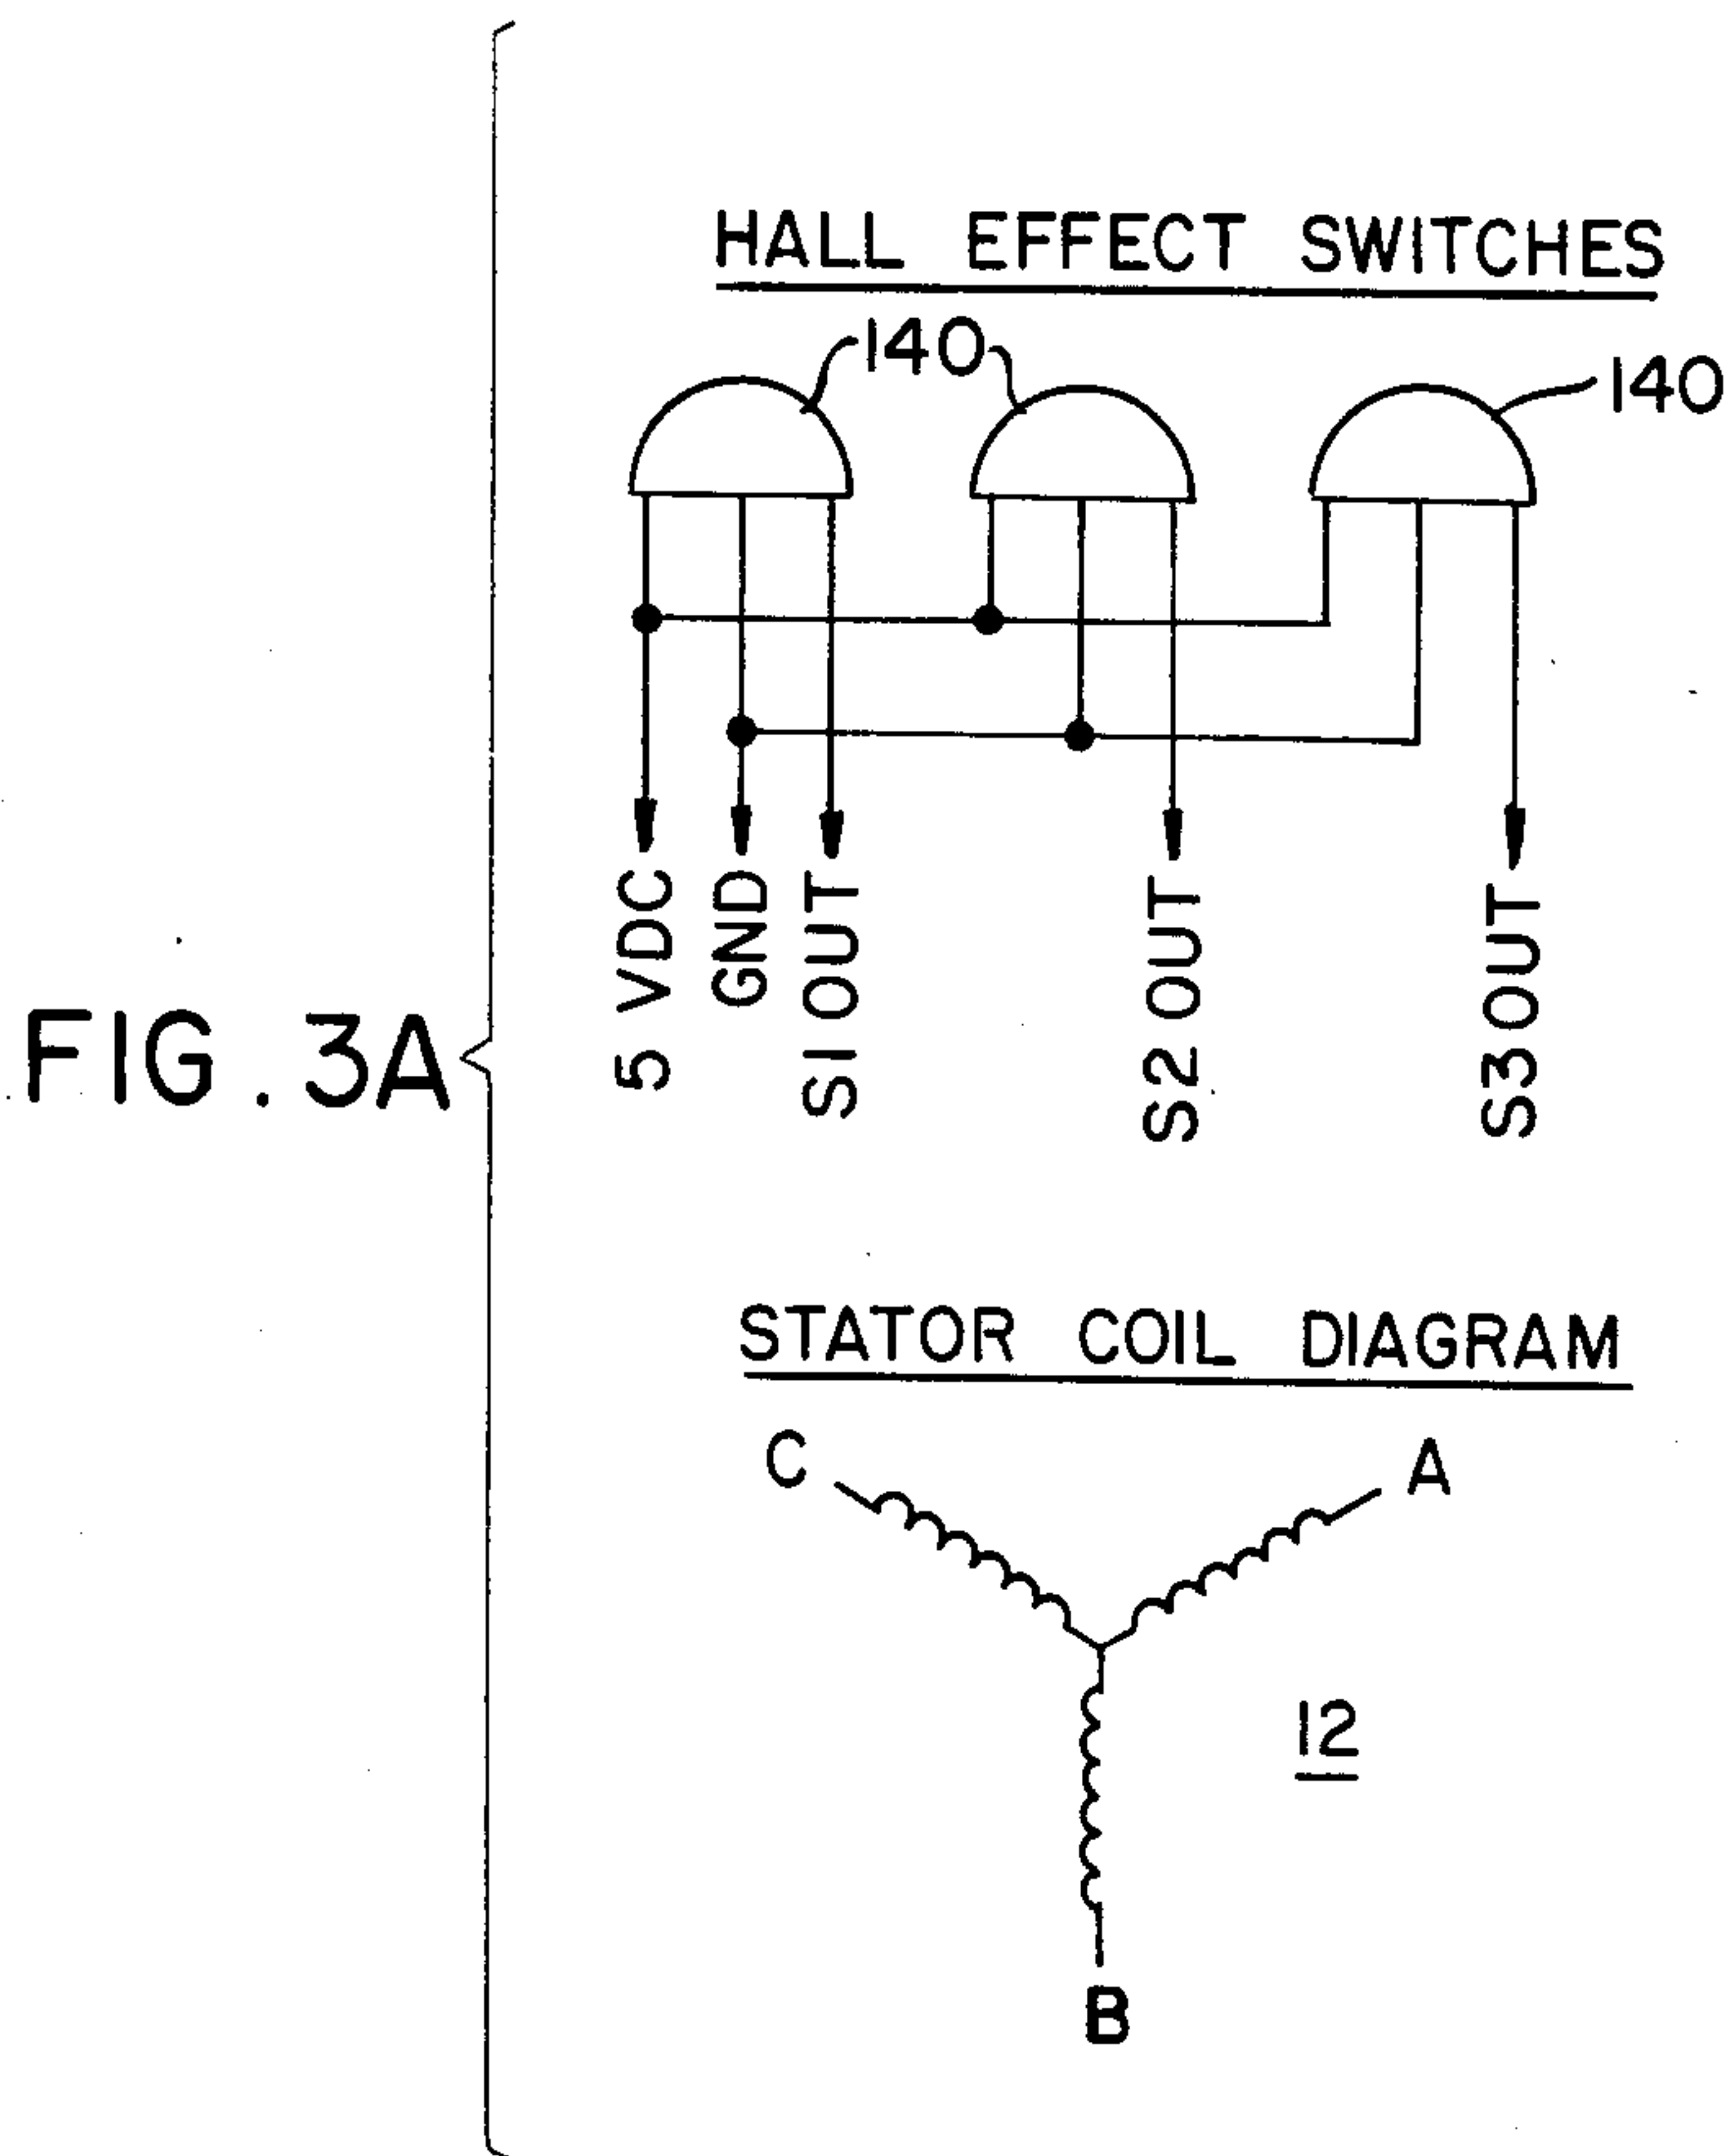 HALL EFFECT SWITCHES
140
140
5 VDC
GND
S1 OUT
S2 OUT
S3 OUT
FIG. 3A
STATOR COIL DIAGRAM
C
A
12
B